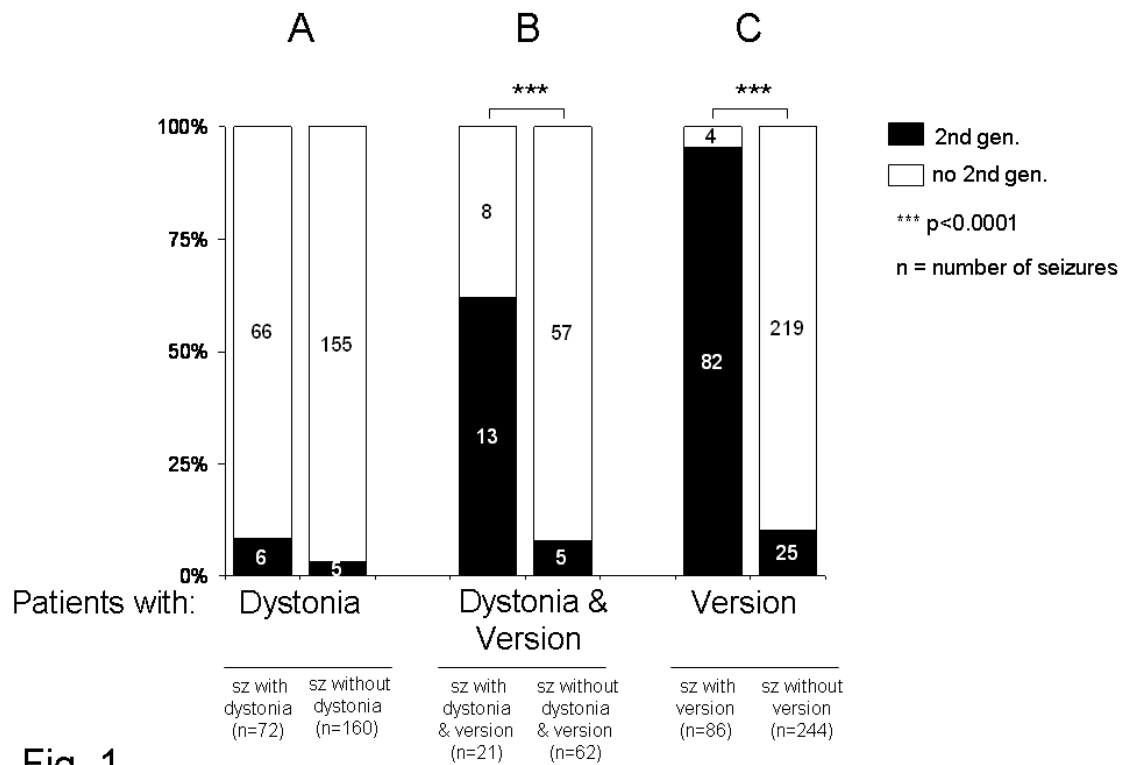 A
B
C
***
***
100%
75%
50%
25%
0%
66
6
155
5
8
13
57
5
4
82
219
25
2nd gen.
no 2nd gen.
*** p<0.0001
n = number of seizures
Patients with:
Dystonia
Dystonia &
Version
Version
sz with
dystonia
(n=72)
sz without
dystonia
(n=160)
sz with
dystonia
& version
(n=21)
sz without
dystonia
& version
(n=62)
sz with
version
(n=86)
sz without
version
(n=244)
Fig. 1